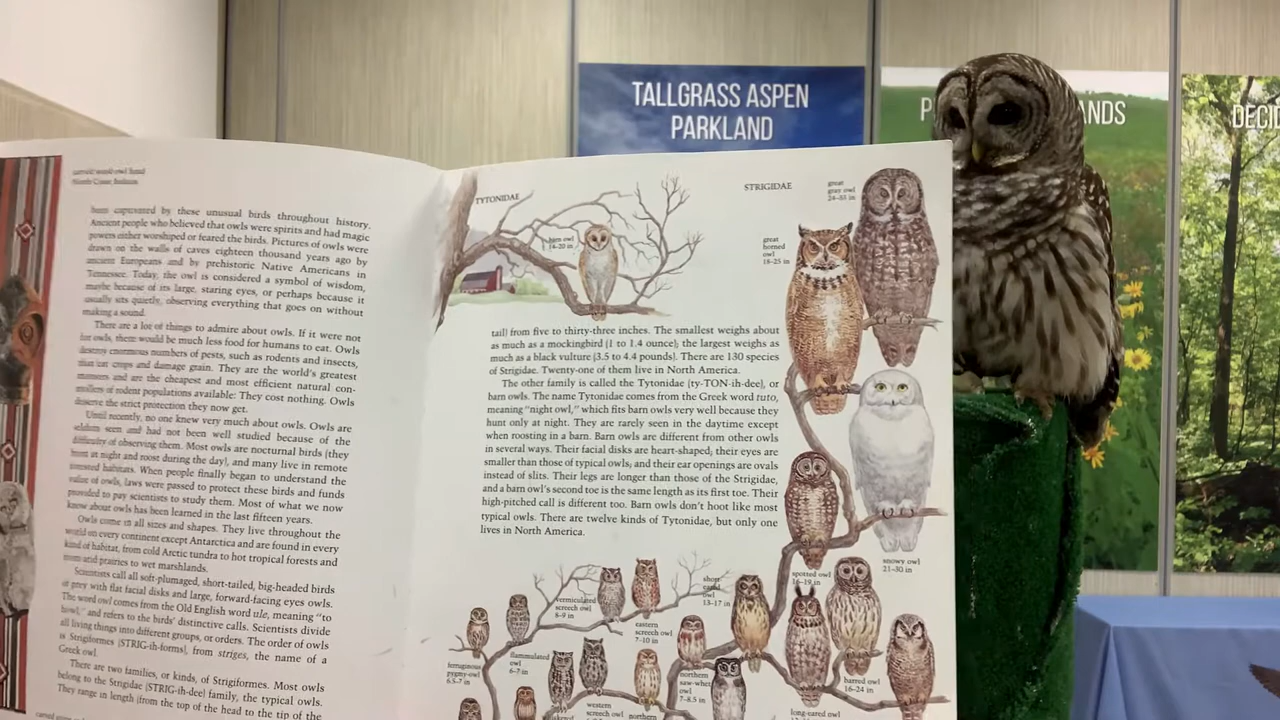 TALLGRASS ASPEN
PARKLAND
ANDS
DECID
carved wood owl bowl
North Coast Indians
been captivated by these unusual birds throughout history.
Ancient people who believed that owls were spirits and had magic
powers either worshiped or feared the birds. Pictures of owls were
drawn on the walls of caves eighteen thousand years ago by
ancient Europeans and by prehistoric Native Americans in
Tennessee. Today, the owl is considered a symbol of wisdom,
maybe because of its large, staring eyes, or perhaps because it
usually sits quietly, observing everything that goes on without
making a sound.
There are a lot of things to admire about owls. If it were not
for owls, there would be much less food for humans to eat. Owls
destroy enormous numbers of pests, such as rodents and insects,
that eat crops and damage grain. They are the world's greatest
mousers and are the cheapest and most efficient natural con-
trollers of rodent populations available: They cost nothing. Owls
deserve the strict protection they now get.
Until recently, no one knew very much about owls. Owls are
seldom seen and had not been well studied because of the
difficulty of observing them. Most are nocturnal birds (they
hunt at night and roost during the day), and many live in remote
forested habitats. When people finally began to understand the
value of owls, laws were passed to protect these birds and funds
provided to pay scientists to study them. Most of what we now
know about owls has been learned in the last fifteen years.
Owls come in all sizes and shapes. They live throughout the
world on every continent except Antarctica and are found in every
kind of habitat, from cold Arctic tundra to hot tropical forests and
from arid prairies to wet marshlands.
Scientists call all soft-plumaged, short-tailed, big-headed birds
of prey with flat facial disks and large, forward-facing eyes owls.
The word owl comes from the Old English word ule, meaning "to
howl," and refers to the birds' distinctive calls. Scientists divide
all living things into different groups, or orders. The order of owls
is Strigiformes (STRIG-ih-forms), from striges, the name of a
Greek owl.
There are two families, or kinds, of Strigiformes. Most owls
belong to the Strigidae (STRIG-ih-dee) family, the typical owls.
They range in length (from the top of the head to the tip of the
TYTONIDAE
barn owl
14-20 in
STRIGIDAE
great
gray owl
24-33 in
great
horned
owl
18-25 in
tail) from five to thirty-three inches. The smallest weighs about
as much as a mockingbird (1 to 1.4 ounce); the largest weighs as
much as a black vulture (3.5 to 4.4 pounds). There are 130 species
of Strigidae. Twenty-one of them live in North America.
The other family is called the Tytonidae (ty-TON-ih-dee), or
barn owls. The name Tytonidae comes from the Greek word tuto,
meaning "night owl," which fits barn owls very well because they
hunt only at night. They are rarely seen in the daytime except
when roosting in a barn. Barn owls are different from other owls
in several ways. Their facial disks are heart-shaped; their eyes are
smaller than those of typical owls; and their ear openings are ovals
instead of slits. Their legs are longer than those of the Strigidae,
and a barn owl's second toe is the same length as its first toe. Their
high-pitched call is different too. Barn owls don't hoot like most
typical owls. There are twelve kinds of Tytonidae, but only one
lives in North America.
snowy owl
21-30 in
spotted owl
16-19 in
short-
eared
owl
13-17 in
vermiculated
screech owl
8-9 in
eastern
screech owl
7-10 in
ferruginous
pygmy-owl
6.5-7 in
flammulated
owl
6-7 in
northern
saw-whet
owl
7-8.5 in
barred owl
16-24 in
western
screech owl
northern
long-eared owl